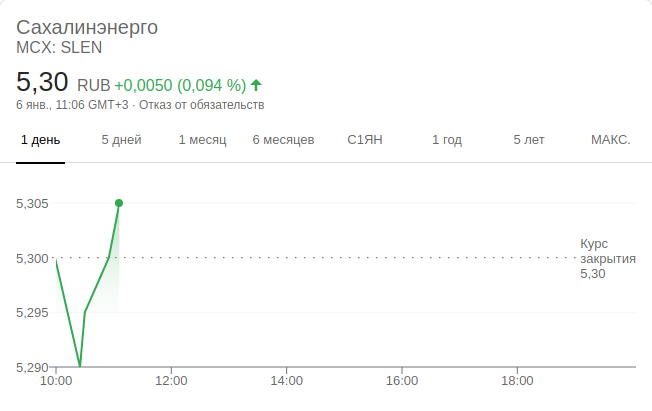 Сахалинэнерго
MCX: SLEN
5,30 RUB +0,0050 (0,094 %)
6 янв., 11:06 GMT+3 · Отказ от обязательств
1 день 5 дней 1 месяц 6 месяцев С1ЯН 1 год 5 лет МАКС.
5,305
Курс
5,300 закрытия
5,30
5,295
5,290
10:00 12:00 14:00 16:00 18:00